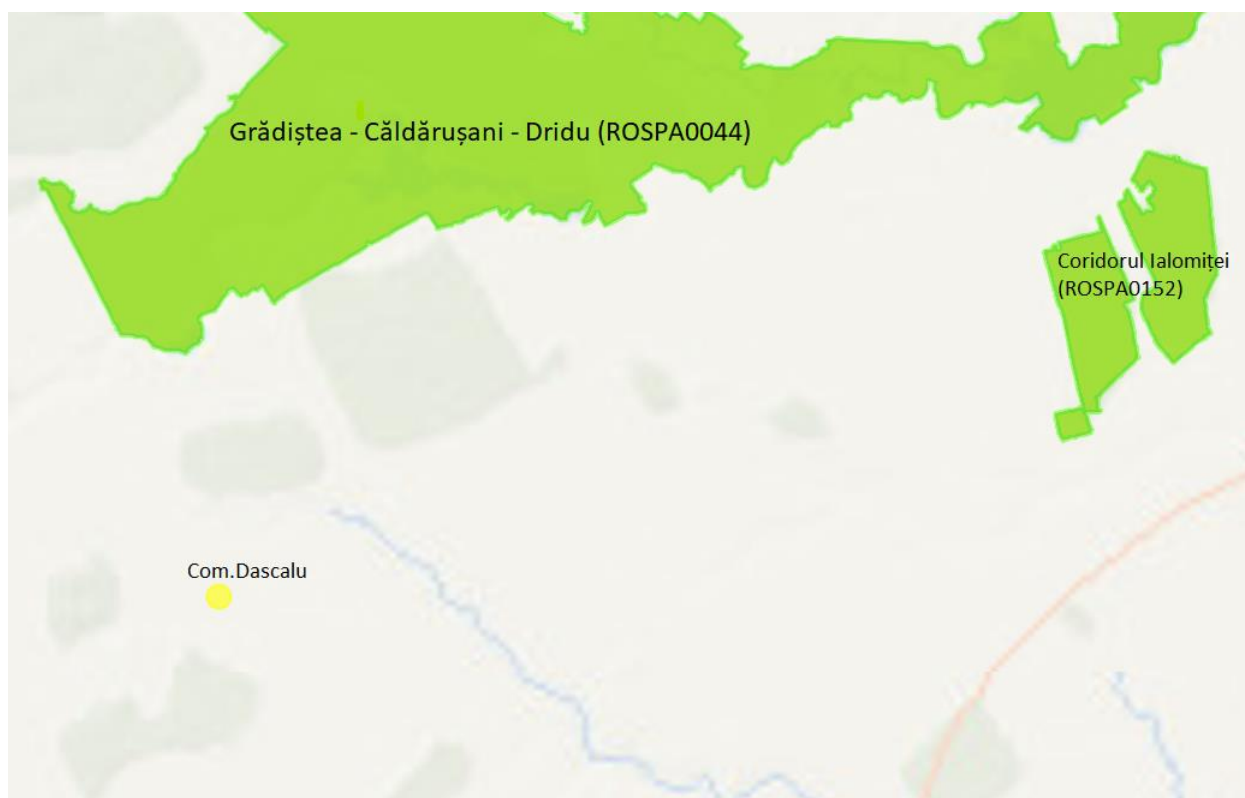 Grădiștea - Căldărușani - Dridu (ROSPA0044)
Coridorul Ialomiței
(ROSPA0152)
Com.Dascalu